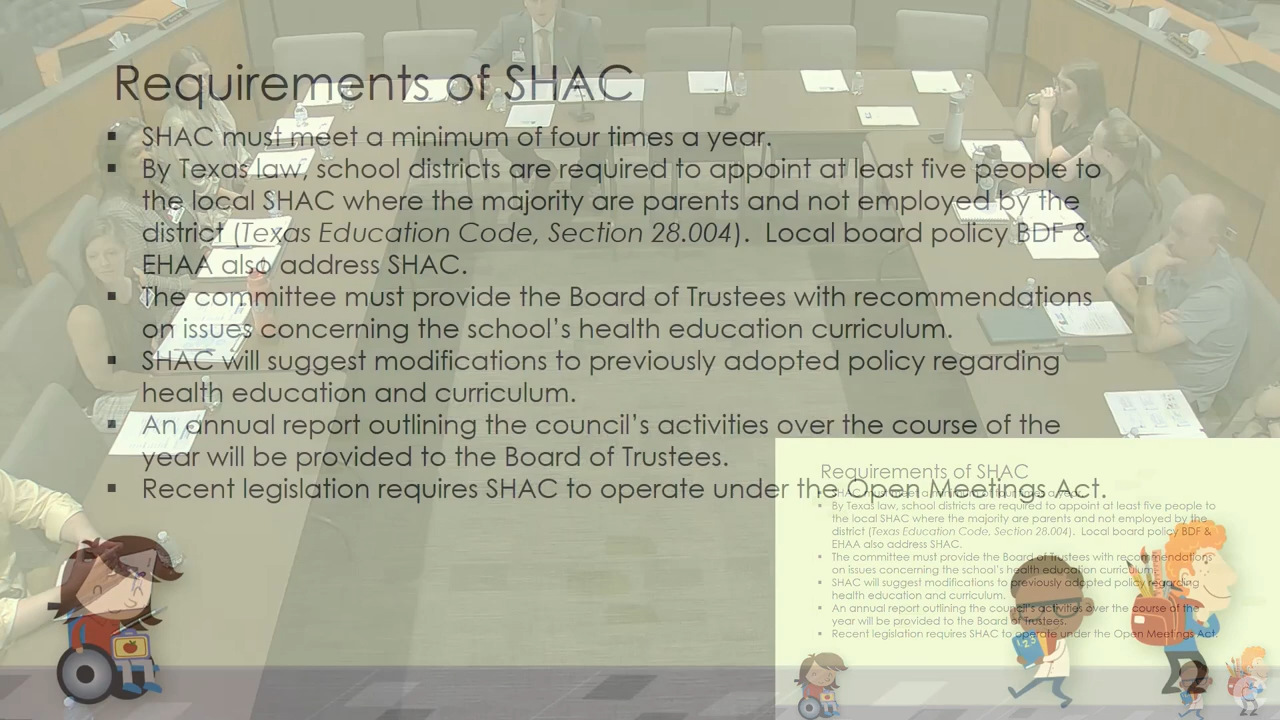 Requirements of SHAC
▪ SHAC must meet a minimum of four times a year.
▪ By Texas law, school districts are required to appoint at least five people to
the local SHAC where the majority are parents and not employed by the
district (Texas Education Code, Section 28.004).  Local board policy BDF &
EHAA also address SHAC.
▪ The committee must provide the Board of Trustees with recommendations
on issues concerning the school’s health education curriculum.
▪ SHAC will suggest modifications to previously adopted policy regarding
health education and curriculum.
▪ An annual report outlining the council’s activities over the course of the
year will be provided to the Board of Trustees.
▪ Recent legislation requires SHAC to operate under the Open Meetings Act.
Requirements of SHAC
▪ SHAC must meet a minimum of four times a year.
▪ By Texas law, school districts are required to appoint at least five people to
the local SHAC where the majority are parents and not employed by the
district (Texas Education Code, Section 28.004).  Local board policy BDF &
EHAA also address SHAC.
▪ The committee must provide the Board of Trustees with recommendations
on issues concerning the school’s health education curriculum.
▪ SHAC will suggest modifications to previously adopted policy regarding
health education and curriculum.
▪ An annual report outlining the council’s activities over the course of the
year will be provided to the Board of Trustees.
▪ Recent legislation requires SHAC to operate under the Open Meetings Act.
1 2 3